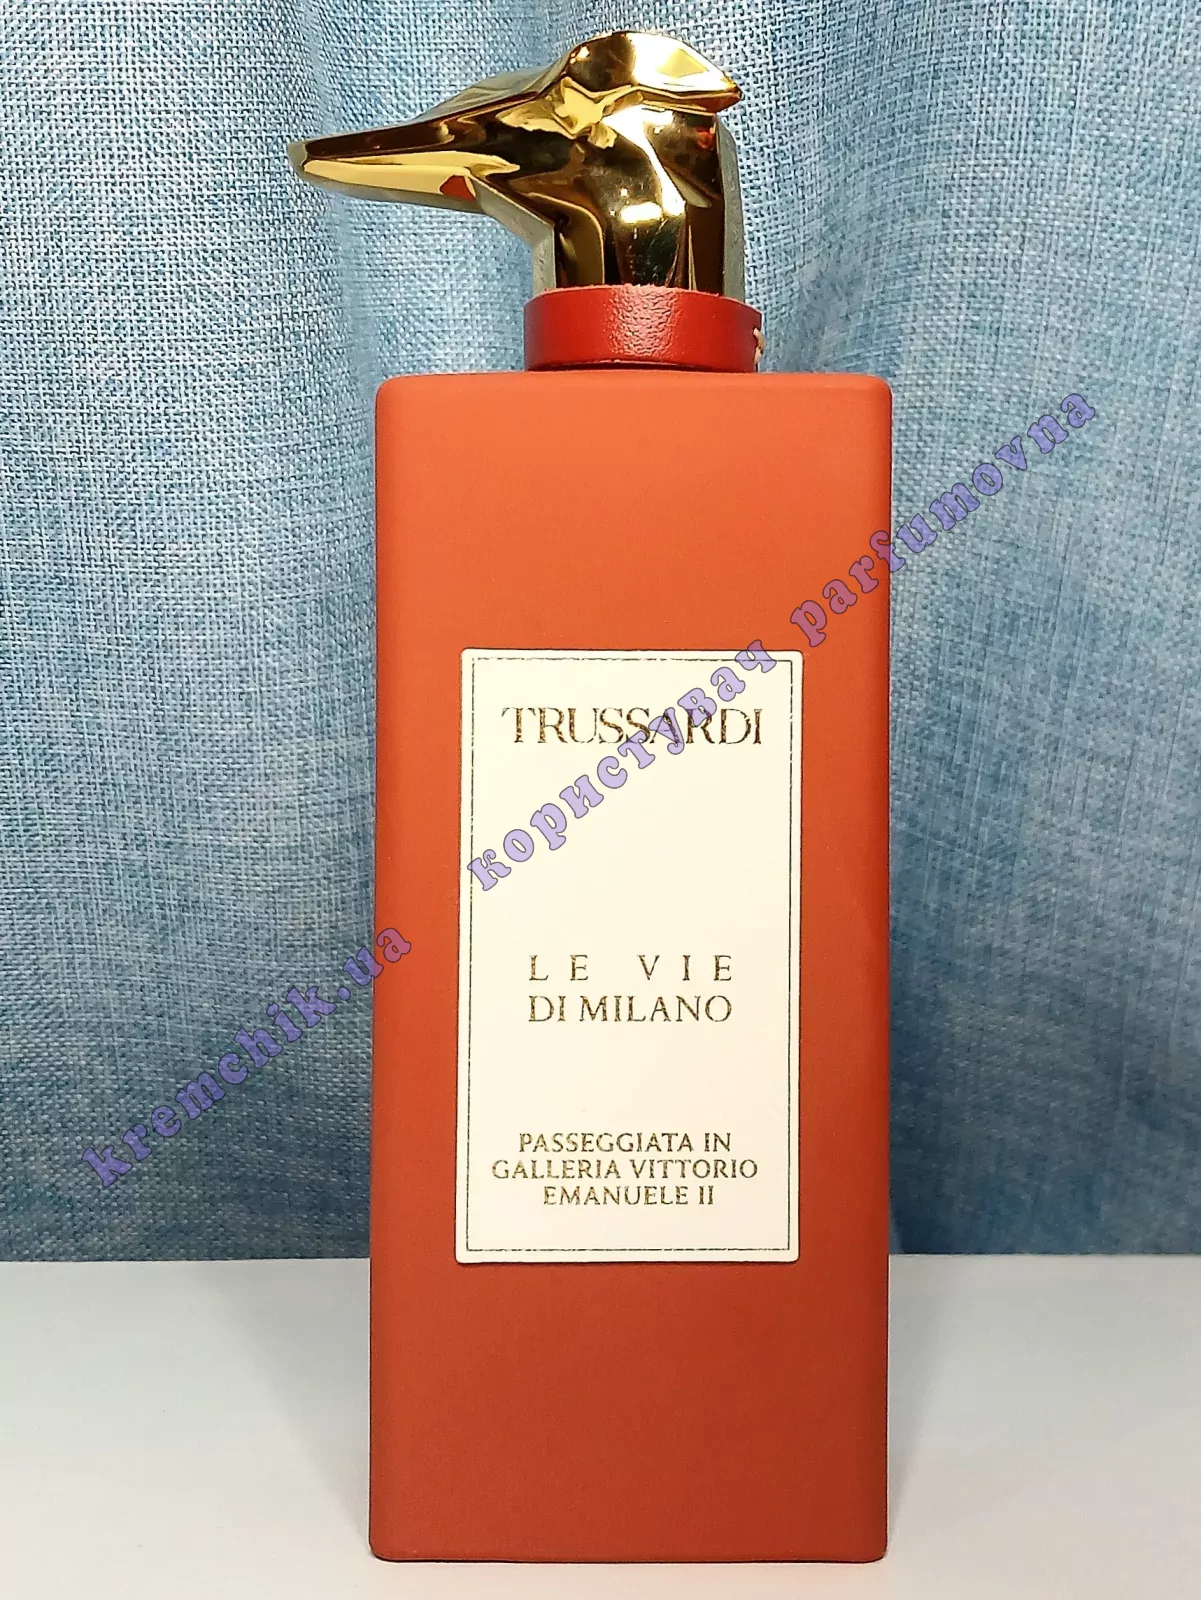 TRUSSARDI
LE VIE
DI MILANO
PASSEGGIATA IN
GALLERIA VITTORIO
EMANUELE II
kremchik.ua користувач parfumovna